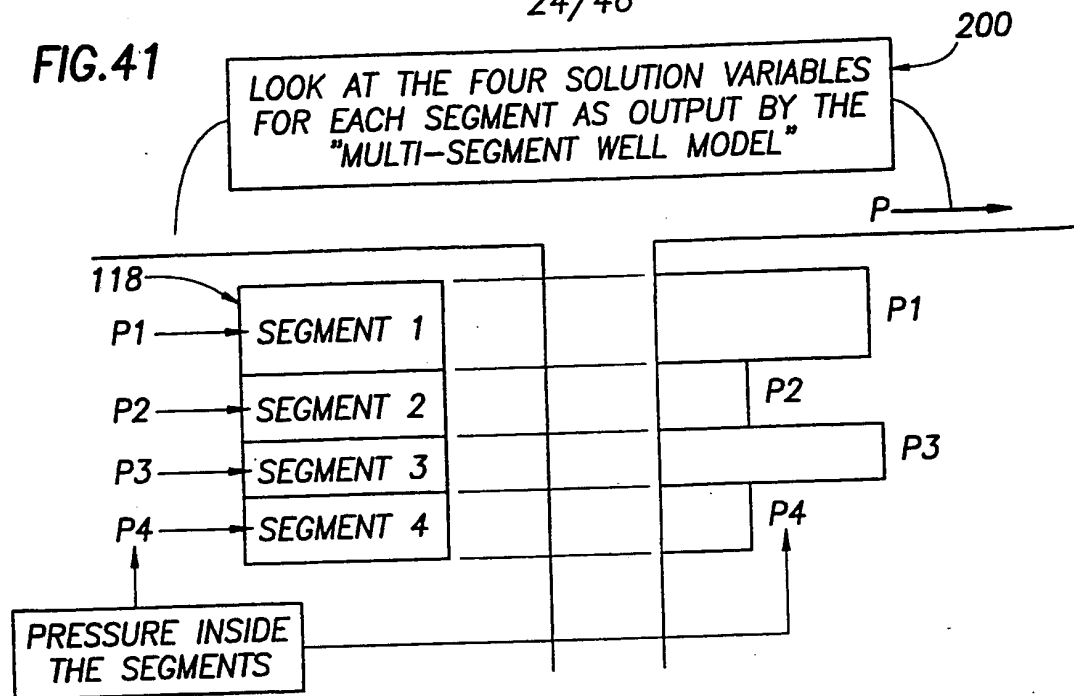 24/46
FIG.41
200
LOOK AT THE FOUR SOLUTION VARIABLES
FOR EACH SEGMENT AS OUTPUT BY THE
"MULTI-SEGMENT WELL MODEL"
P
118
P1
SEGMENT 1
P1
P2
SEGMENT 2
P2
P3
SEGMENT 3
P3
P4
SEGMENT 4
P4
PRESSURE INSIDE
THE SEGMENTS